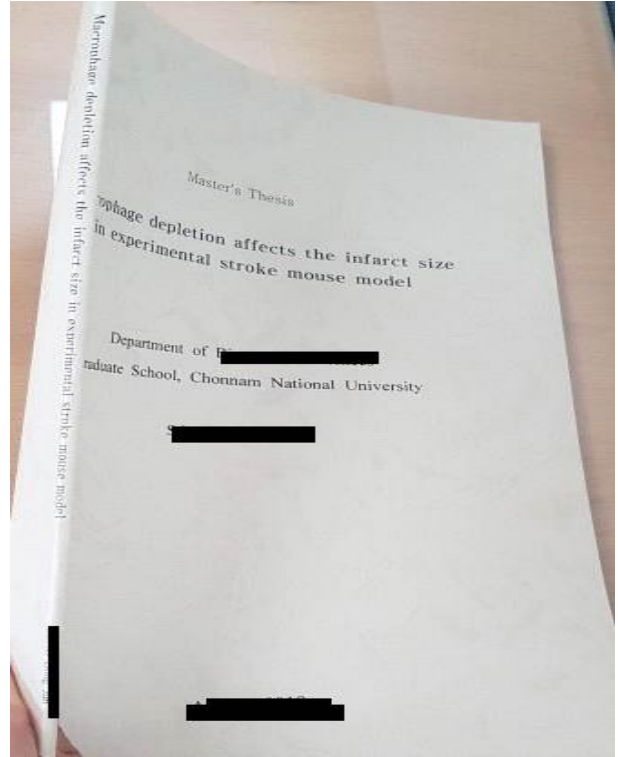 Macrophage depletion affects the infarct size in experimental stroke mouse model
Master's Thesis
rophage depletion affects the infarct size
in experimental stroke mouse model
Department of
raduate School, Chonnam National University